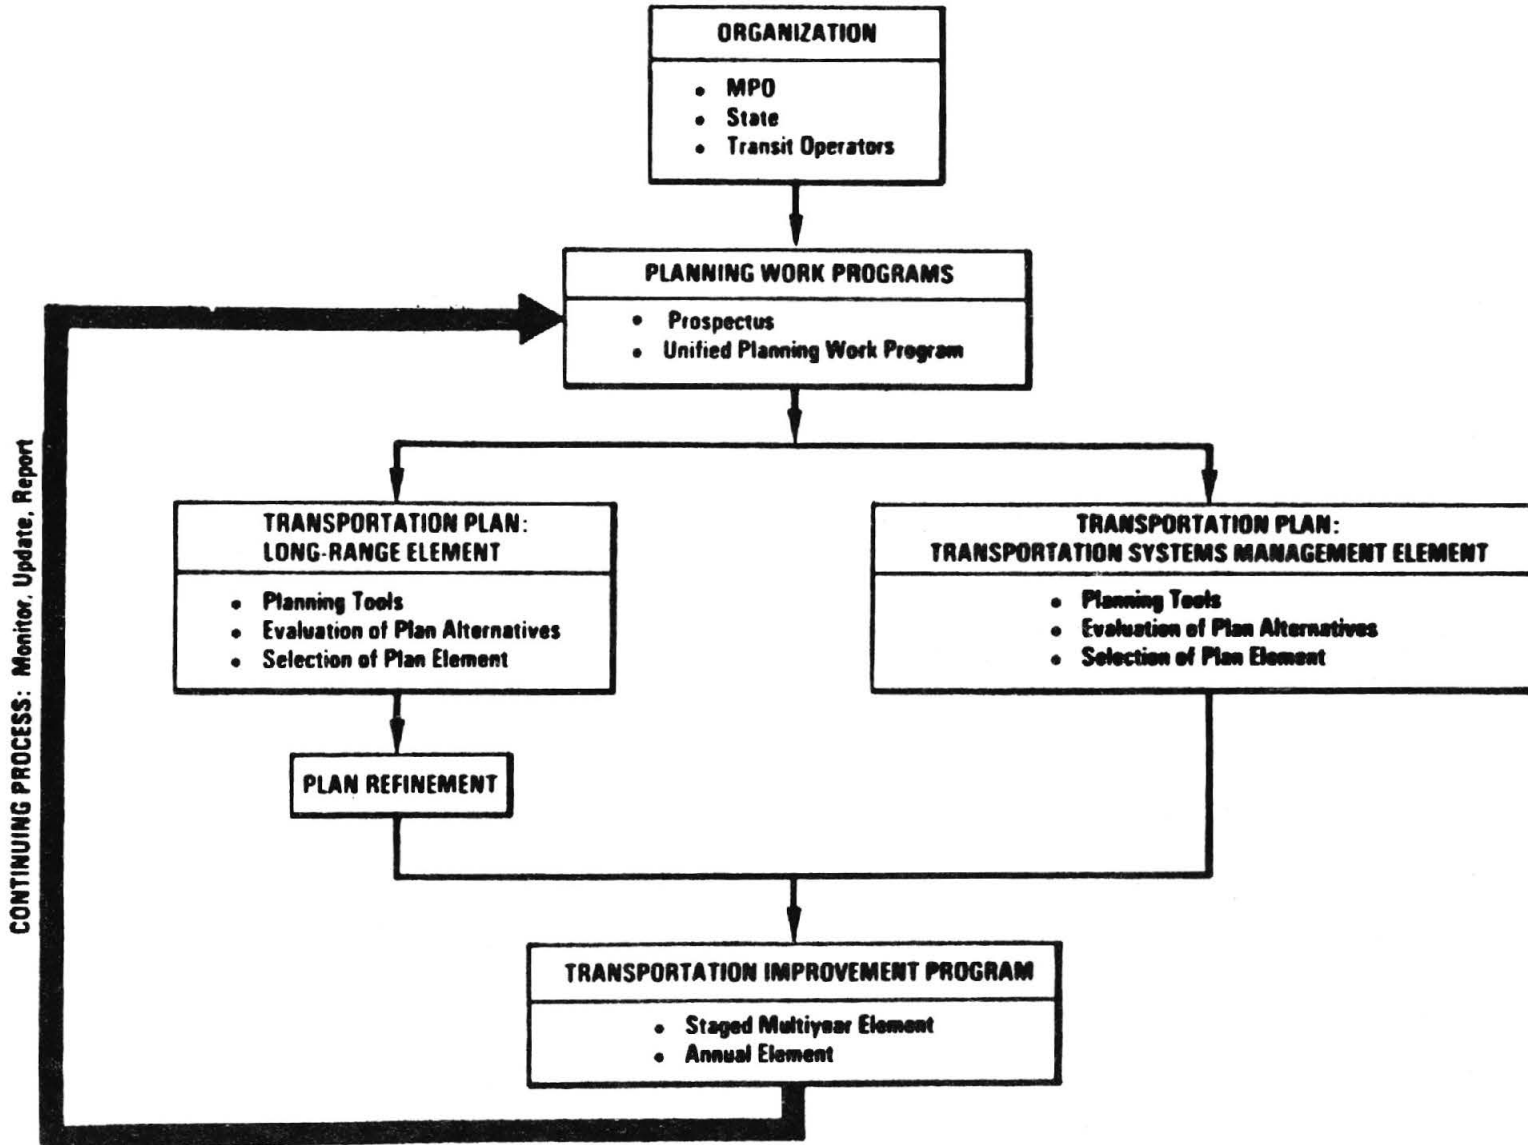 ORGANIZATION
• MPO
• State
• Transit Operators
PLANNING WORK PROGRAMS
• Prospectus
• Unified Planning Work Program
CONTINUING PROCESS: Monitor, Update, Report
TRANSPORTATION PLAN:
LONG-RANGE ELEMENT
• Planning Tools
• Evaluation of Plan Alternatives
• Selection of Plan Element
TRANSPORTATION PLAN:
TRANSPORTATION SYSTEMS MANAGEMENT ELEMENT
• Planning Tools
• Evaluation of Plan Alternatives
• Selection of Plan Element
PLAN REFINEMENT
TRANSPORTATION IMPROVEMENT PROGRAM
• Staged Multiyear Element
• Annual Element